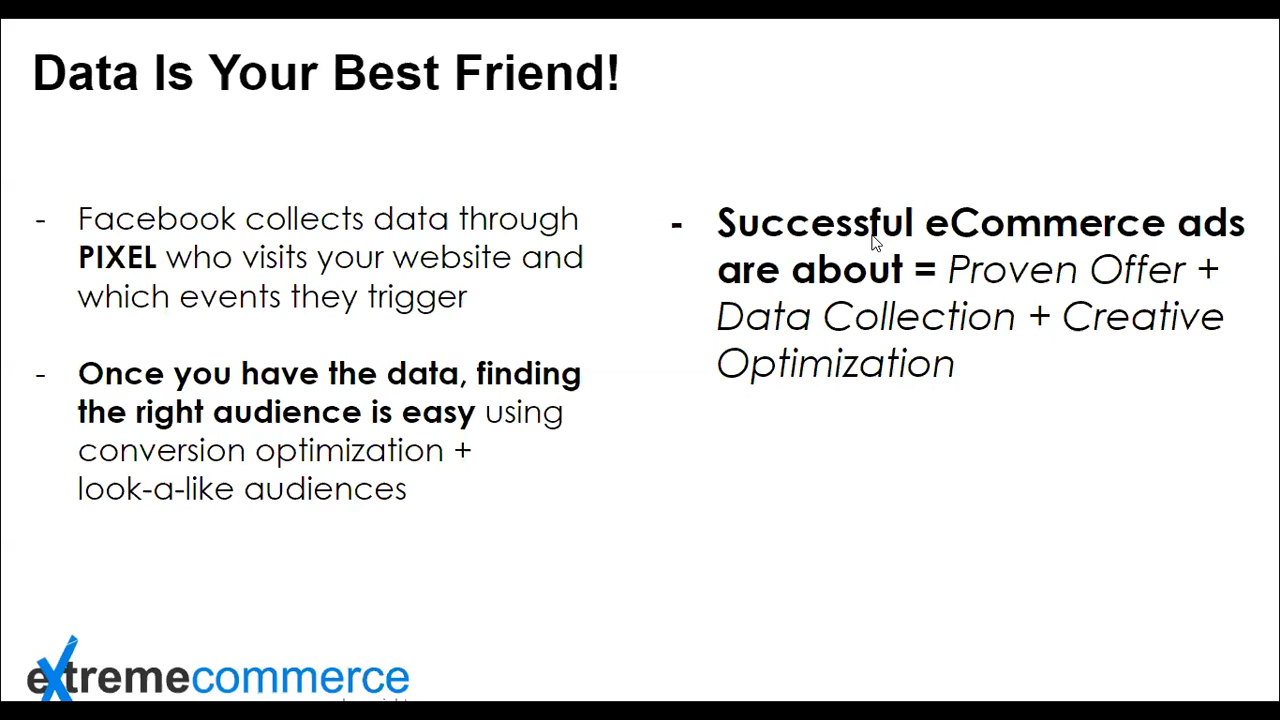 Data Is Your Best Friend!
- Facebook collects data through
PIXEL who visits your website and
which events they trigger
- Once you have the data, finding
the right audience is easy using
conversion optimization +
look-a-like audiences
- Successful eCommerce ads
are about = Proven Offer +
Data Collection + Creative
Optimization
extremecommerce